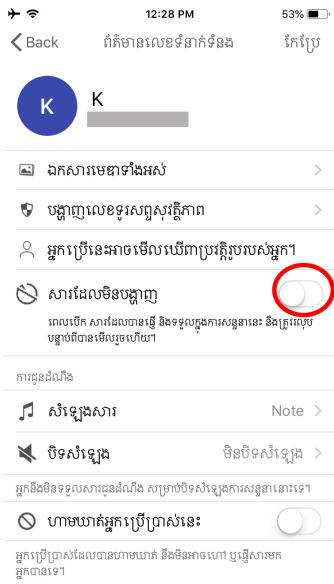 12:28 PM 53%
Back ព័ត៌មានលេខទំនាក់ទំនង កែប្រែ
K K
ឯកសារមេឌាទាំងអស់
បង្ហាញលេខទូរសព្ទសុវត្ថិភាព
អ្នកប្រើនេះអាចមើលឃើញប្រវត្តិរូបរបស់អ្នក។
សារដែលមិនបង្ហាញ
ពេលបើក សារដែលបានផ្ញើ និងទទួលក្នុងការសន្ទនានេះ នឹងត្រូវរលុប
បន្ទាប់ពីបានមើលរួចហើយ។
ការជូនដំណឹង
សំឡេងសារ Note
បិទសំឡេង មិនបិទសំឡេង
អ្នកនឹងមិនទទួលសារជូនដំណឹង សម្រាប់បិទសំឡេងការសន្ទនានោះទេ។
ហាមឃាត់អ្នកប្រើប្រាស់នេះ
អ្នកប្រើប្រាស់ដែលបានហាមឃាត់ នឹងមិនអាចហៅ ឬផ្ញើសារមក
អ្នកបានទេ។